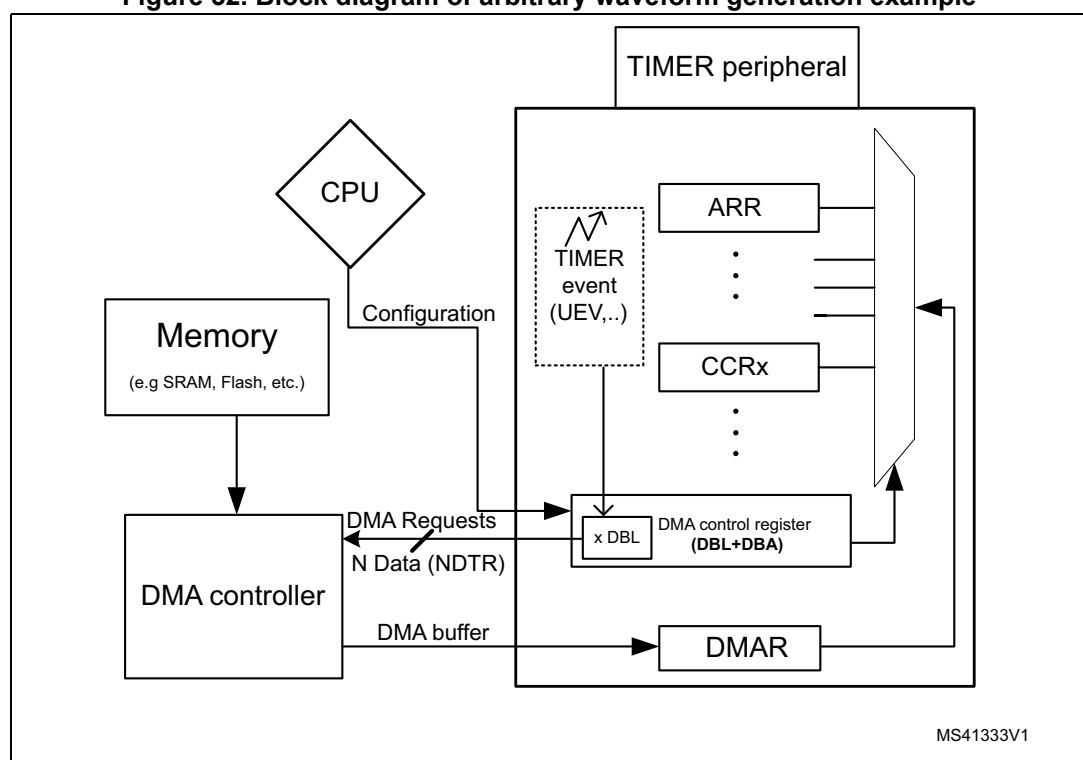 TIMER peripheral
CPU
ARR
TIMER
event
(UEV,..)
Configuration
Memory
(e.g SRAM, Flash, etc.)
CCRx
DMA Requests
N Data (NDTR)
x DBL
DMA control register
(DBL+DBA)
DMA controller
DMA buffer
DMAR
MS41333V1